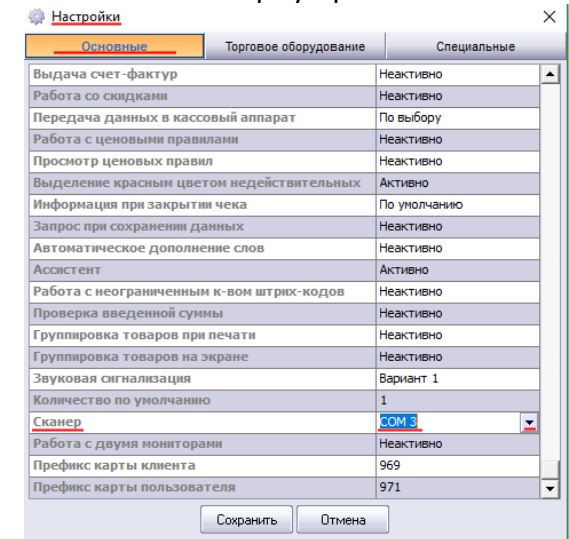 Настройки
Основные Торговое оборудование Специальные
Выдача счет-фактур Неактивно
Работа со скидками Неактивно
Передача данных в кассовый аппарат По выбору
Работа с ценовыми правилами Неактивно
Просмотр ценовых правил Неактивно
Выделение красным цветом недействительных Активно
Информация при закрытии чека По умолчанию
Запрос при сохранении данных Неактивно
Автоматическое дополнение слов Неактивно
Ассистент Активно
Работа с неограниченным к-вом штрих-кодов Неактивно
Проверка введенной суммы Неактивно
Группировка товаров при печати Неактивно
Группировка товаров на экране Неактивно
Звуковая сигнализация Вариант 1
Количество по умолчанию 1
Сканер COM 3
Работа с двумя мониторами Неактивно
Префикс карты клиента 969
Префикс карты пользователя 971
Сохранить Отмена